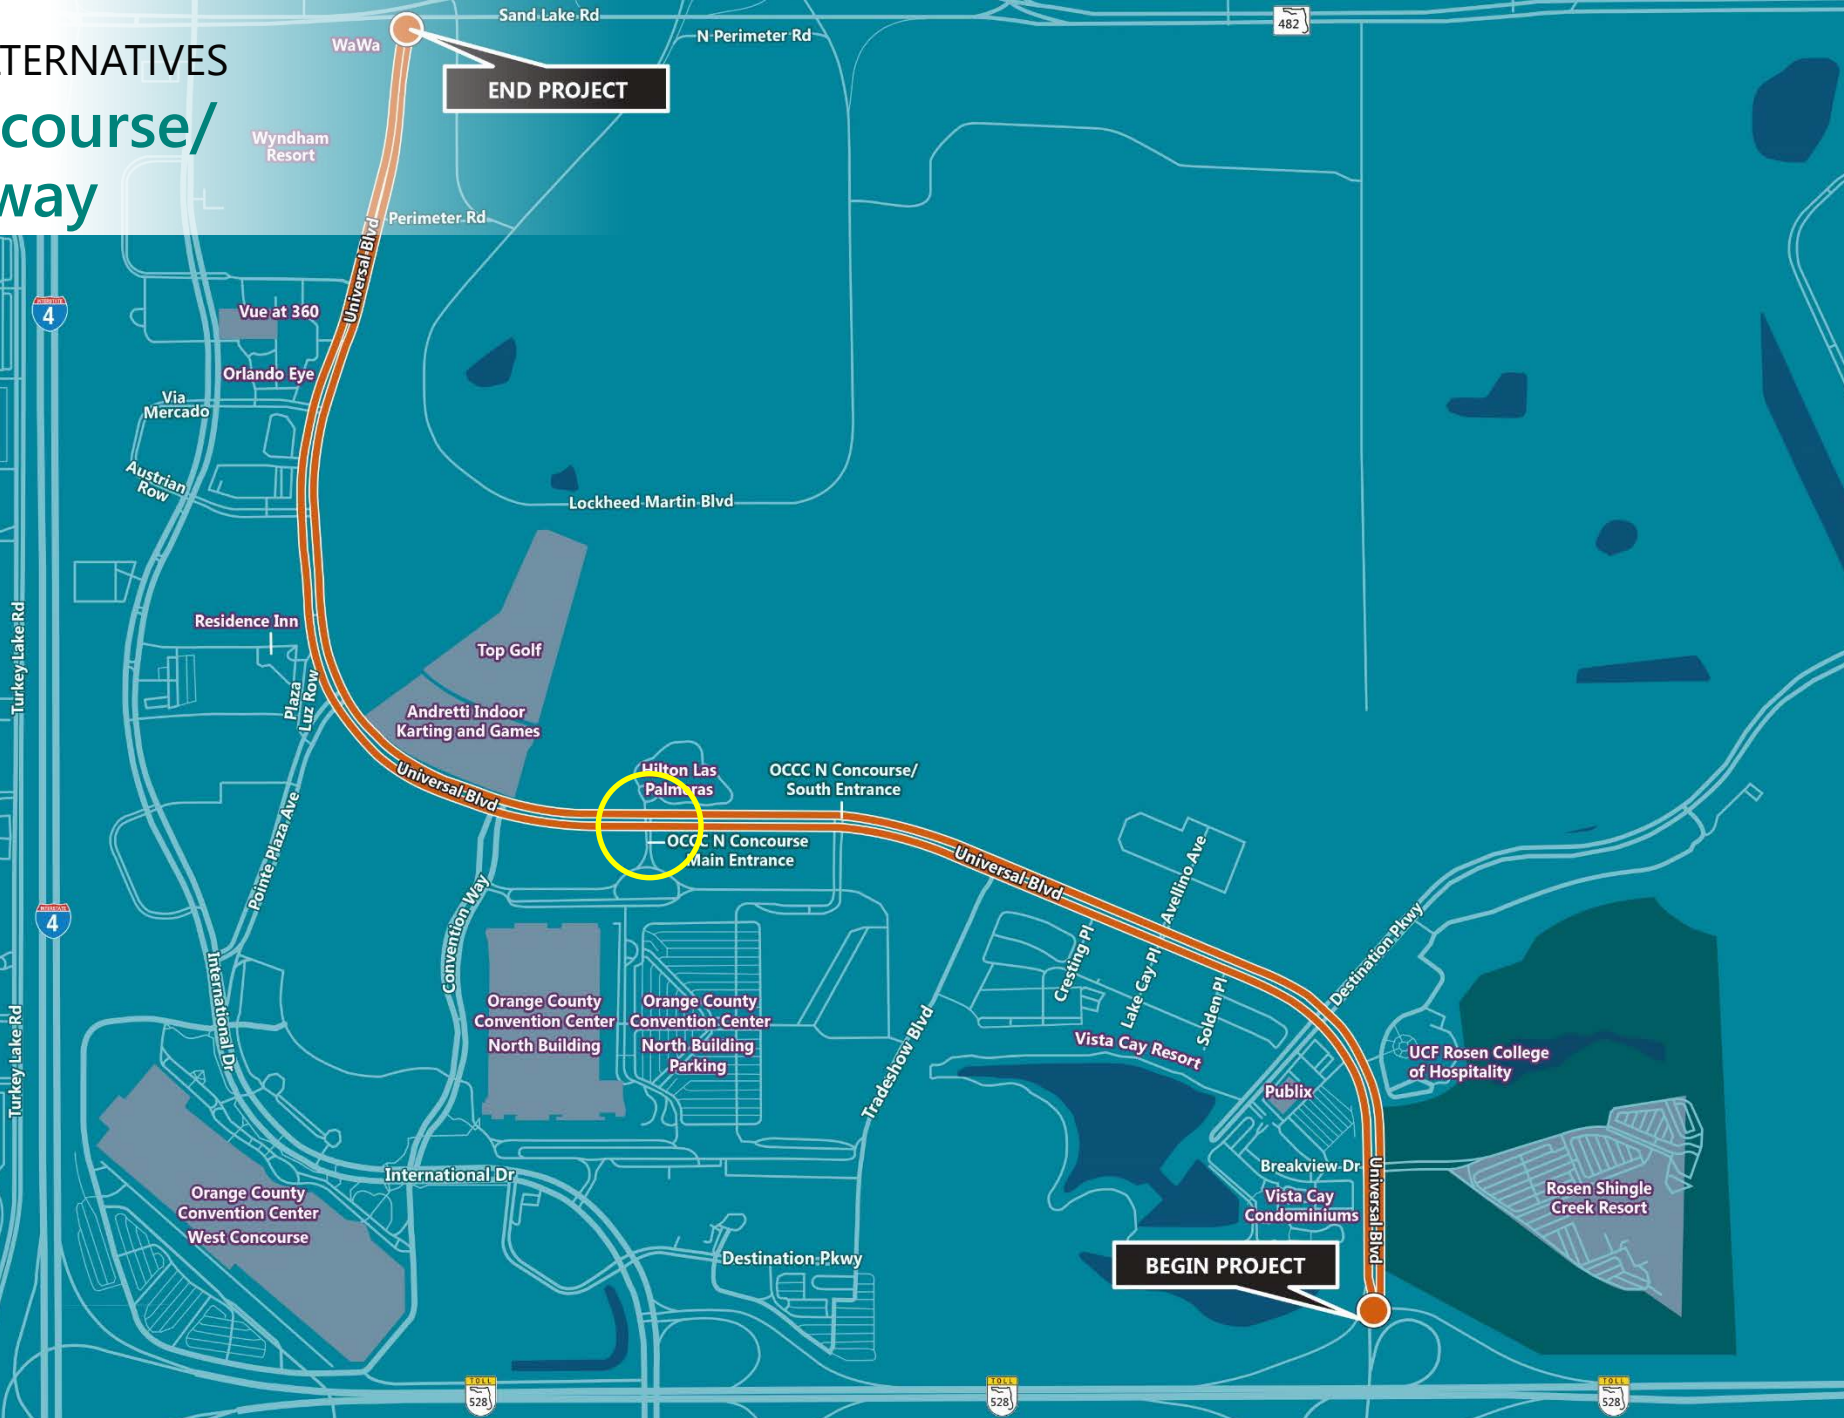 TERNATIVES
course/
way
Sand Lake Rd
482
WaWa
N Perimeter Rd
END PROJECT
Wyndham
Resort
Perimeter Rd
Universal Blvd
INTERSTATE
4
Vue at 360
Orlando Eye
Via
Mercado
Austrian
Row
Lockheed Martin Blvd
Turkey Lake Rd
Residence Inn
Plaza
Luz Row
Top Golf
Andretti Indoor
Karting and Games
Universal Blvd
Hilton Las
Palmeras
OCCC N Concourse/
South Entrance
OCCC N Concourse
Main Entrance
Pointe Plaza Ave
Universal Blvd
Avellino Ave
INTERSTATE
4
Convention Way
Cresting Pl
Lake Cay Pl
Solden Pl
Destination Pkwy
International Dr
Orange County
Convention Center
North Building
Orange County
Convention Center
North Building
Parking
Tradeshow Blvd
Vista Cay Resort
Publix
UCF Rosen College
of Hospitality
Turkey Lake Rd
International Dr
Breakview Dr
Vista Cay
Condominiums
Universal Blvd
Rosen Shingle
Creek Resort
Orange County
Convention Center
West Concourse
Destination Pkwy
BEGIN PROJECT
TOLL
528
TOLL
528
TOLL
528